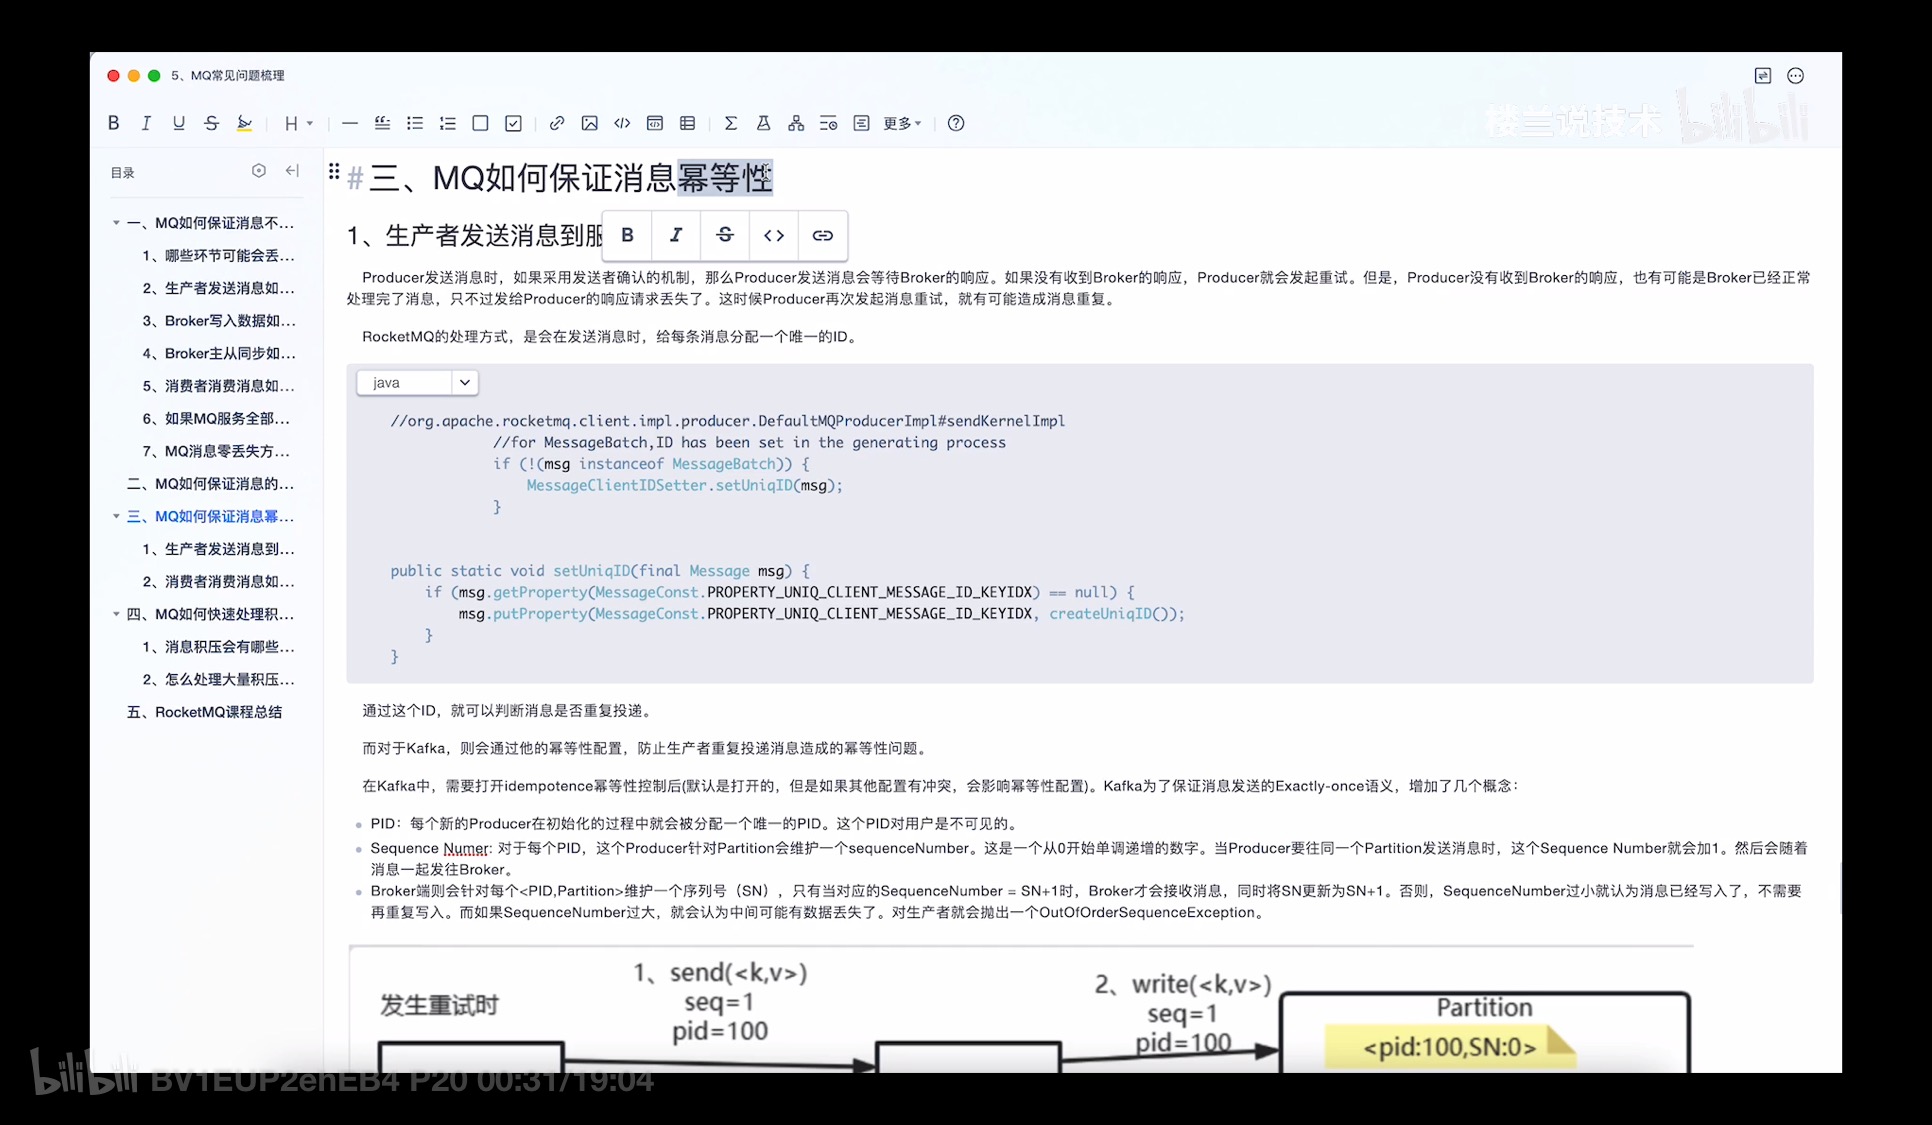 5、MQ常见问题梳理
B I U S H 更多
楼兰说技术 bilibili
目录
一、MQ如何保证消息不...
1、哪些环节可能会丢...
2、生产者发送消息如...
3、Broker写入数据如...
4、Broker主从同步如...
5、消费者消费消息如...
6、如果MQ服务全部...
7、MQ消息零丢失方...
二、MQ如何保证消息的...
三、MQ如何保证消息幂...
1、生产者发送消息到...
2、消费者消费消息如...
四、MQ如何快速处理积...
1、消息积压会有哪些...
2、怎么处理大量积压...
五、RocketMQ课程总结
# 三、MQ如何保证消息幂等性
1、生产者发送消息到服
B I S
Producer发送消息时，如果采用发送者确认的机制，那么Producer发送消息会等待Broker的响应。如果没有收到Broker的响应，Producer就会发起重试。但是，Producer没有收到Broker的响应，也有可能是Broker已经正常
处理完了消息，只不过发给Producer的响应请求丢失了。这时候Producer再次发起消息重试，就有可能造成消息重复。
RocketMQ的处理方式，是会在发送消息时，给每条消息分配一个唯一的ID。
java
//org.apache.rocketmq.client.impl.producer.DefaultMQProducerImpl#sendKernelImpl
//for MessageBatch,ID has been set in the generating process
if (!(msg instanceof MessageBatch)) {
MessageClientIDSetter.setUniqID(msg);
}
public static void setUniqID(final Message msg) {
if (msg.getProperty(MessageConst.PROPERTY_UNIQ_CLIENT_MESSAGE_ID_KEYIDX) == null) {
msg.putProperty(MessageConst.PROPERTY_UNIQ_CLIENT_MESSAGE_ID_KEYIDX, createUniqID());
}
}
通过这个ID，就可以判断消息是否重复投递。
而对于Kafka，则会通过他的幂等性配置，防止生产者重复投递消息造成的幂等性问题。
在Kafka中，需要打开idempotence幂等性控制后(默认是打开的，但是如果其他配置有冲突，会影响幂等性配置)。Kafka为了保证消息发送的Exactly-once语义，增加了几个概念：
PID：每个新的Producer在初始化的过程中就会被分配一个唯一的PID。这个PID对用户是不可见的。
Sequence Numer: 对于每个PID，这个Producer针对Partition会维护一个sequenceNumber。这是一个从0开始单调递增的数字。当Producer要往同一个Partition发送消息时，这个Sequence Number就会加1。然后会随着
消息一起发往Broker。
Broker端则会针对每个<PID,Partition>维护一个序列号（SN），只有当对应的SequenceNumber = SN+1时，Broker才会接收消息，同时将SN更新为SN+1。否则，SequenceNumber过小就认为消息已经写入了，不需要
再重复写入。而如果SequenceNumber过大，就会认为中间可能有数据丢失了。对生产者就会抛出一个OutOfOrderSequenceException。
发生重试时
1、send(<k,v>)
seq=1
pid=100
2、write(<k,v>)
seq=1
pid=100
Partition
<pid:100,SN:0>
bilibili BV1EUP2enEB4 P20 00:31/19:04